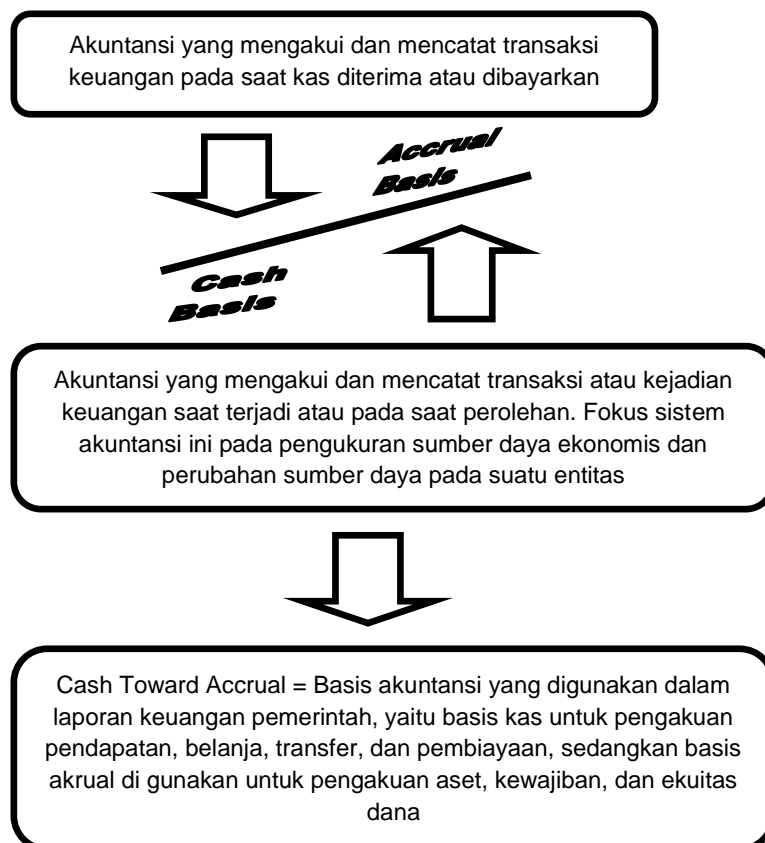 Akuntansi yang mengakui dan mencatat transaksi
keuangan pada saat kas diterima atau dibayarkan
Accrual
Basis
Cash
Basis
Akuntansi yang mengakui dan mencatat transaksi atau kejadian
keuangan saat terjadi atau pada saat perolehan. Fokus sistem
akuntansi ini pada pengukuran sumber daya ekonomis dan
perubahan sumber daya pada suatu entitas
Cash Toward Accrual = Basis akuntansi yang digunakan dalam
laporan keuangan pemerintah, yaitu basis kas untuk pengakuan
pendapatan, belanja, transfer, dan pembiayaan, sedangkan basis
akrual di gunakan untuk pengakuan aset, kewajiban, dan ekuitas
dana